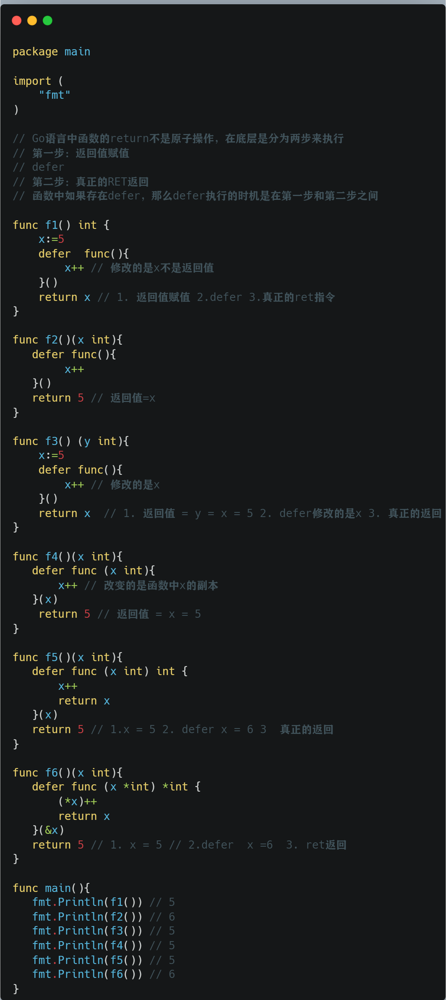 package main
import (
    "fmt"
)
// Go语言中函数的return不是原子操作，在底层是分为两步来执行
// 第一步：返回值赋值
// defer
// 第二步：真正的RET返回
// 函数中如果存在defer，那么defer执行的时机是在第一步和第二步之间
func f1() int {
    x:=5
    defer  func(){
        x++ // 修改的是x不是返回值
    }()
    return x // 1. 返回值赋值 2.defer 3.真正的ret指令
}
func f2()(x int){
   defer func(){
        x++
   }()
   return 5 // 返回值=x
}
func f3() (y int){
    x:=5
    defer func(){
        x++ // 修改的是x
    }()
    return x  // 1. 返回值 = y = x = 5 2. defer修改的是x 3. 真正的返回
}
func f4()(x int){
   defer func (x int){
       x++ // 改变的是函数中x的副本
   }(x)
    return 5 // 返回值 = x = 5
}
func f5()(x int){
   defer func (x int) int {
       x++
       return x
   }(x)
   return 5 // 1.x = 5 2. defer x = 6 3  真正的返回
}
func f6()(x int){
   defer func (x *int) *int {
       (*x)++
       return x
   }(&x)
   return 5 // 1. x = 5 // 2.defer  x =6  3. ret返回
}
func main(){
   fmt.Println(f1()) // 5
   fmt.Println(f2()) // 6
   fmt.Println(f3()) // 5
   fmt.Println(f4()) // 5
   fmt.Println(f5()) // 5
   fmt.Println(f6()) // 6
}